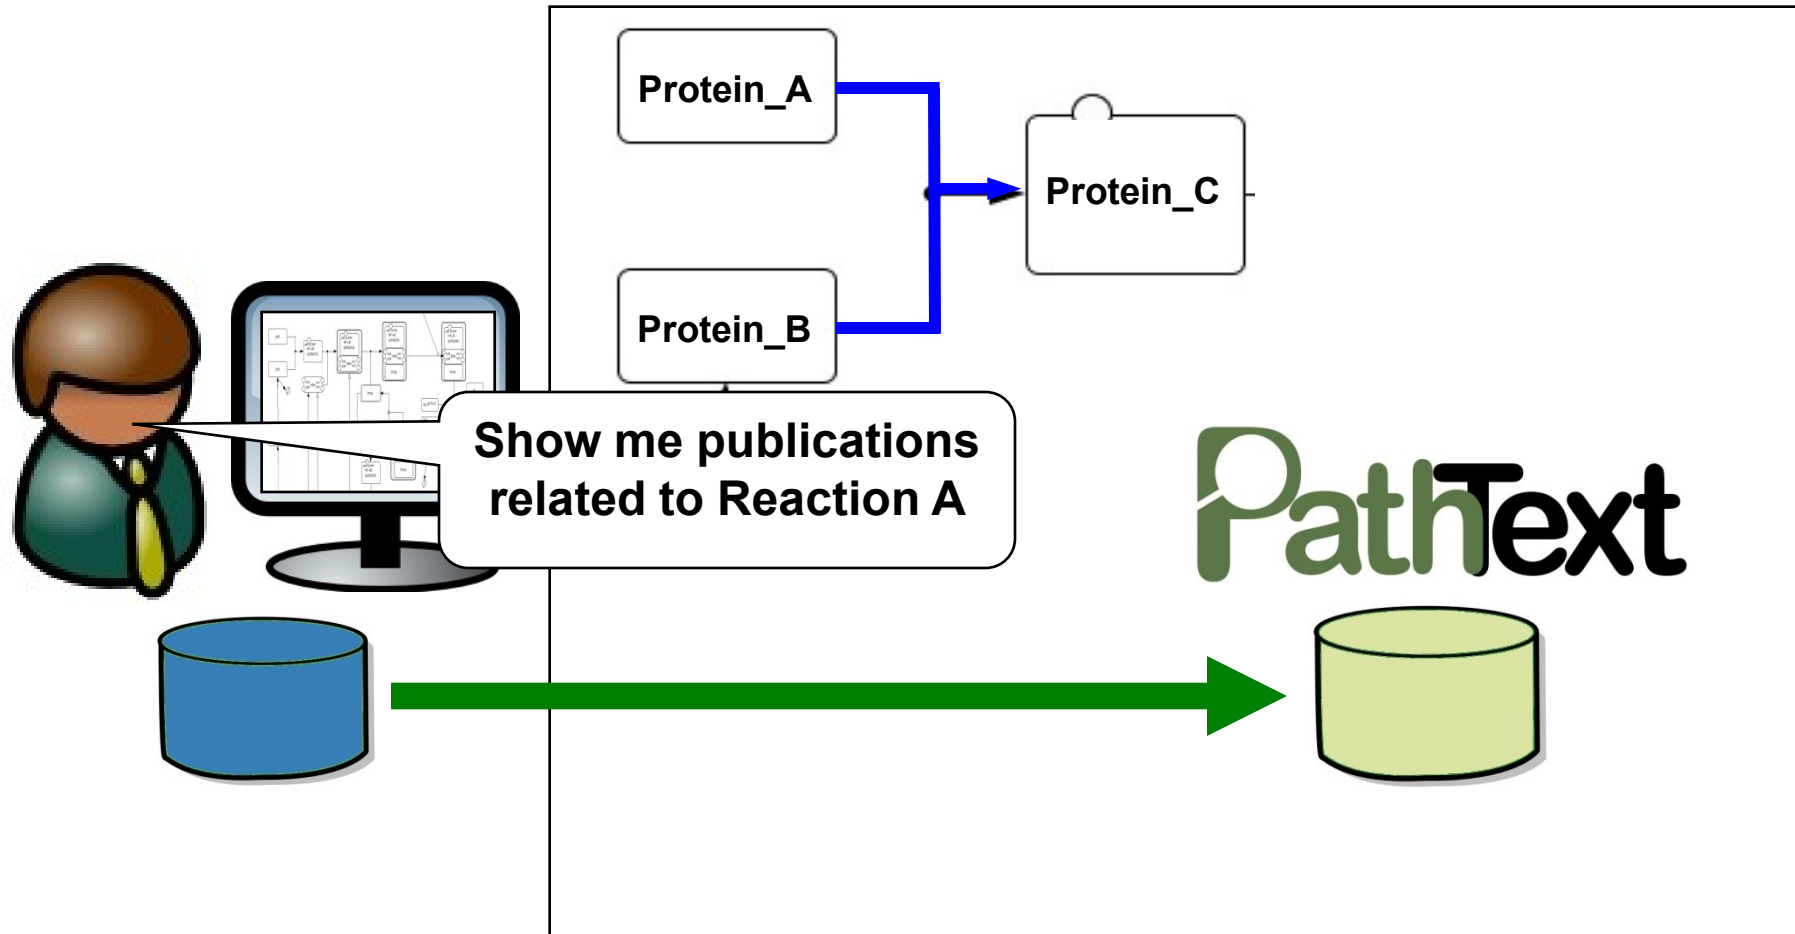 Protein_A
Protein_C
Protein_B
Show me publications
related to Reaction A
PathText